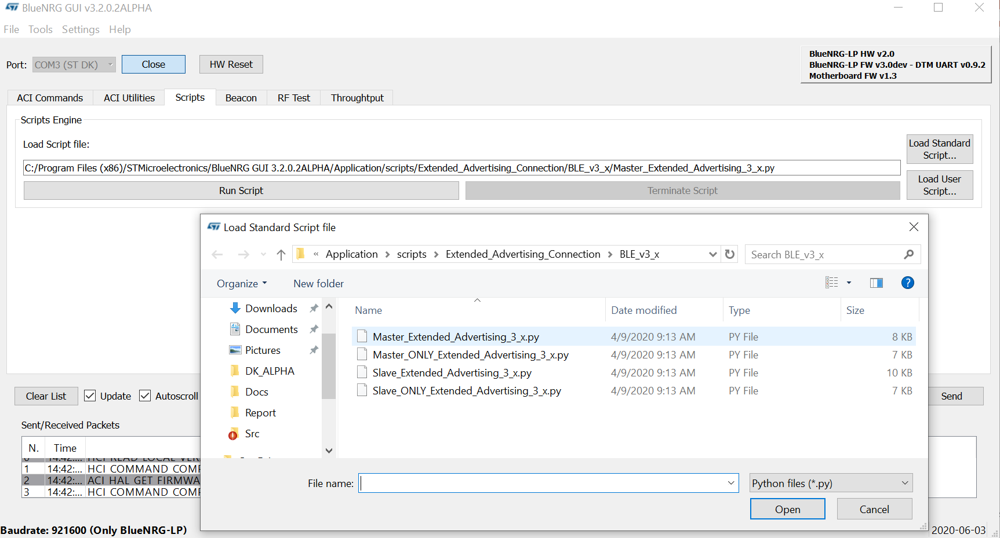 BlueNRG GUI v3.2.0.2ALPHA
File Tools Settings Help
Port: COM3 (ST DK) Close HW Reset
BlueNRG-LP HW v2.0
BlueNRG-LP FW v3.0dev - DTM UART v0.9.2
Motherboard FW v1.3
ACI Commands ACI Utilities Scripts Beacon RF Test Throughtput
Scripts Engine
Load Script file:
Load Standard
Script...
C:/Program Files (x86)/STMicroelectronics/BlueNRG GUI 3.2.0.2ALPHA/Application/scripts/Extended_Advertising_Connection/BLE_v3_x/Master_Extended_Advertising_3_x.py
Load User
Script...
Run Script Terminate Script
Load Standard Script file
« Application > scripts > Extended_Advertising_Connection > BLE_v3_x Search BLE_v3_x
Organize New folder ?
Name Date modified Type Size
Downloads
Documents
Pictures
DK_ALPHA
Docs
Report
Src
Master_Extended_Advertising_3_x.py 4/9/2020 9:13 AM PY File 8 KB
Master_ONLY_Extended_Advertising_3_x.py 4/9/2020 9:13 AM PY File 7 KB
Slave_Extended_Advertising_3_x.py 4/9/2020 9:13 AM PY File 10 KB
Slave_ONLY_Extended_Advertising_3_x.py 4/9/2020 9:13 AM PY File 7 KB
File name: Python files (*.py)
Open Cancel
Clear List Update Autoscroll Send
Sent/Received Packets
N. Time
0 14:42:... HCI READ LOCAL VER
1 14:42:... HCI COMMAND COMP
2 14:42:... ACI HAL GET FIRMWA
3 14:42:... HCI COMMAND COMP
Baudrate: 921600 (Only BlueNRG-LP) 2020-06-03